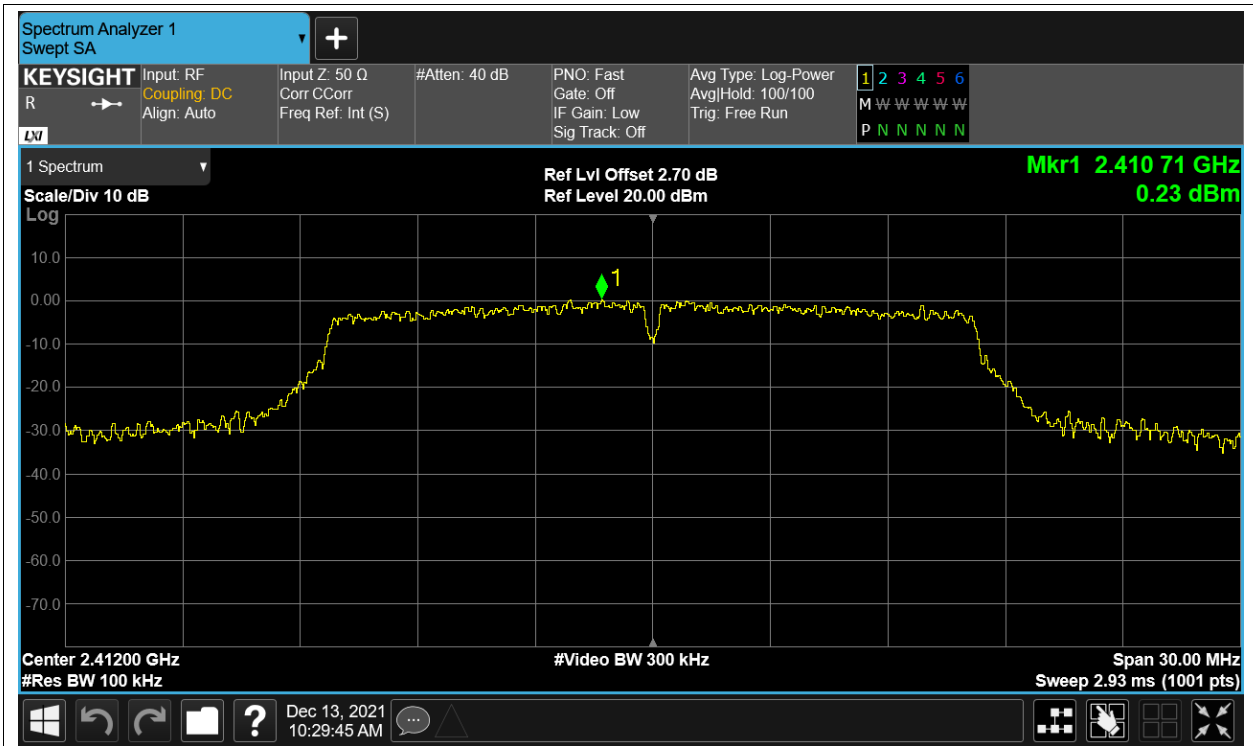 Spectrum Analyzer 1
Swept SA
KEYSIGHT
R
LXI
Input: RF
Coupling: DC
Align: Auto
Input Z: 50 Ω
Corr CCorr
Freq Ref: Int (S)
#Atten: 40 dB
PNO: Fast
Gate: Off
IF Gain: Low
Sig Track: Off
Avg Type: Log-Power
Avg|Hold: 100/100
Trig: Free Run
1 2 3 4 5 6
M W W W W W
P N N N N N
1 Spectrum
Scale/Div 10 dB
Ref Lvl Offset 2.70 dB
Ref Level 20.00 dBm
Mkr1 2.410 71 GHz
0.23 dBm
Log
10.0
0.00
-10.0
-20.0
-30.0
-40.0
-50.0
-60.0
-70.0
1
Center 2.41200 GHz
#Video BW 300 kHz
Span 30.00 MHz
#Res BW 100 kHz
Sweep 2.93 ms (1001 pts)
?
Dec 13, 2021
10:29:45 AM